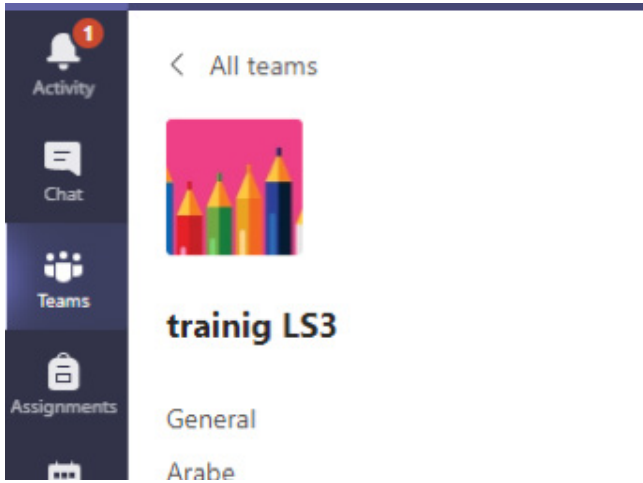 1
Activity
All teams
Chat
Teams
trainig LS3
Assignments
General
Arabe